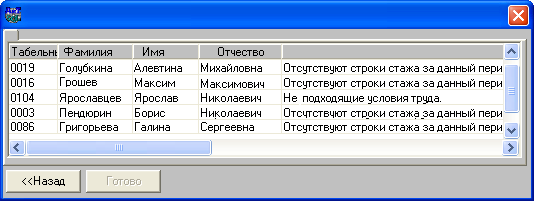 Табельны Фамилия Имя Отчество
0019 Голубкина Алевтина Михайловна Отсутствуют строки стажа за данный пери
0016 Грошев Максим Максимович Отсутствуют строки стажа за данный пери
0104 Ярославцев Ярослав Николаевич Не подходящие условия труда.
0003 Пендюрин Борис Николаевич Отсутствуют строки стажа за данный пери
0086 Григорьева Галина Сергеевна Отсутствуют строки стажа за данный пери
<<Назад Готово